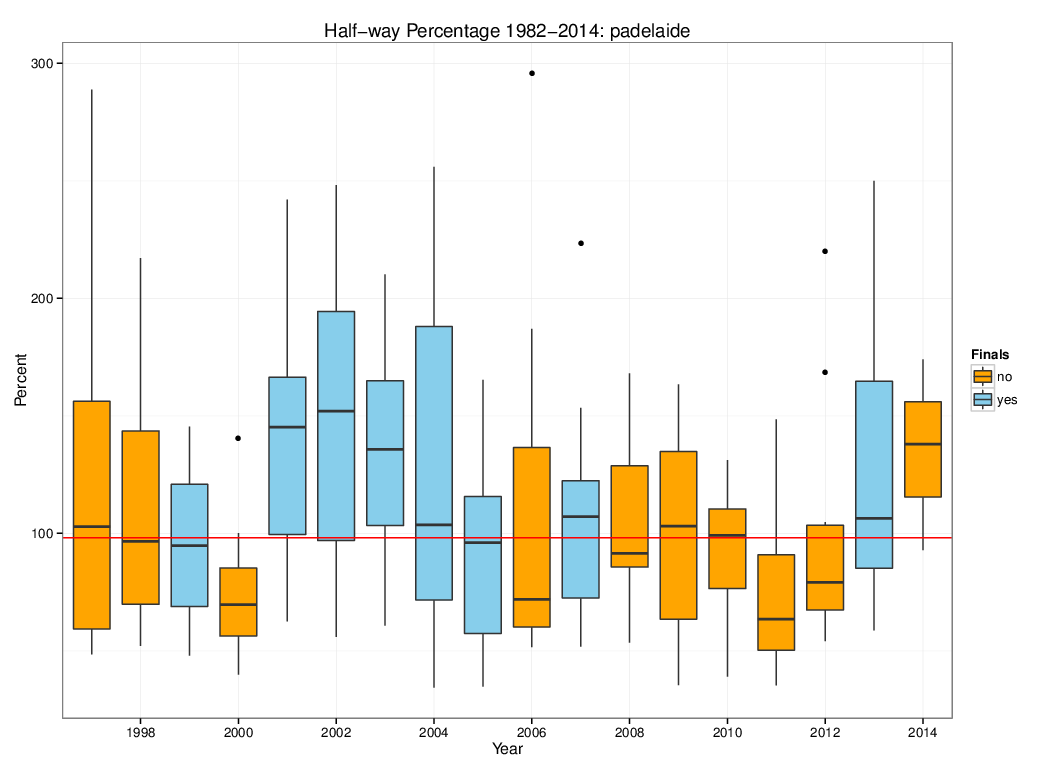 Half−way Percentage 1982−2014: padelaide
300
200
100
Percent
1998 2000 2002 2004 2006 2008 2010 2012 2014
Year
Finals
no
yes